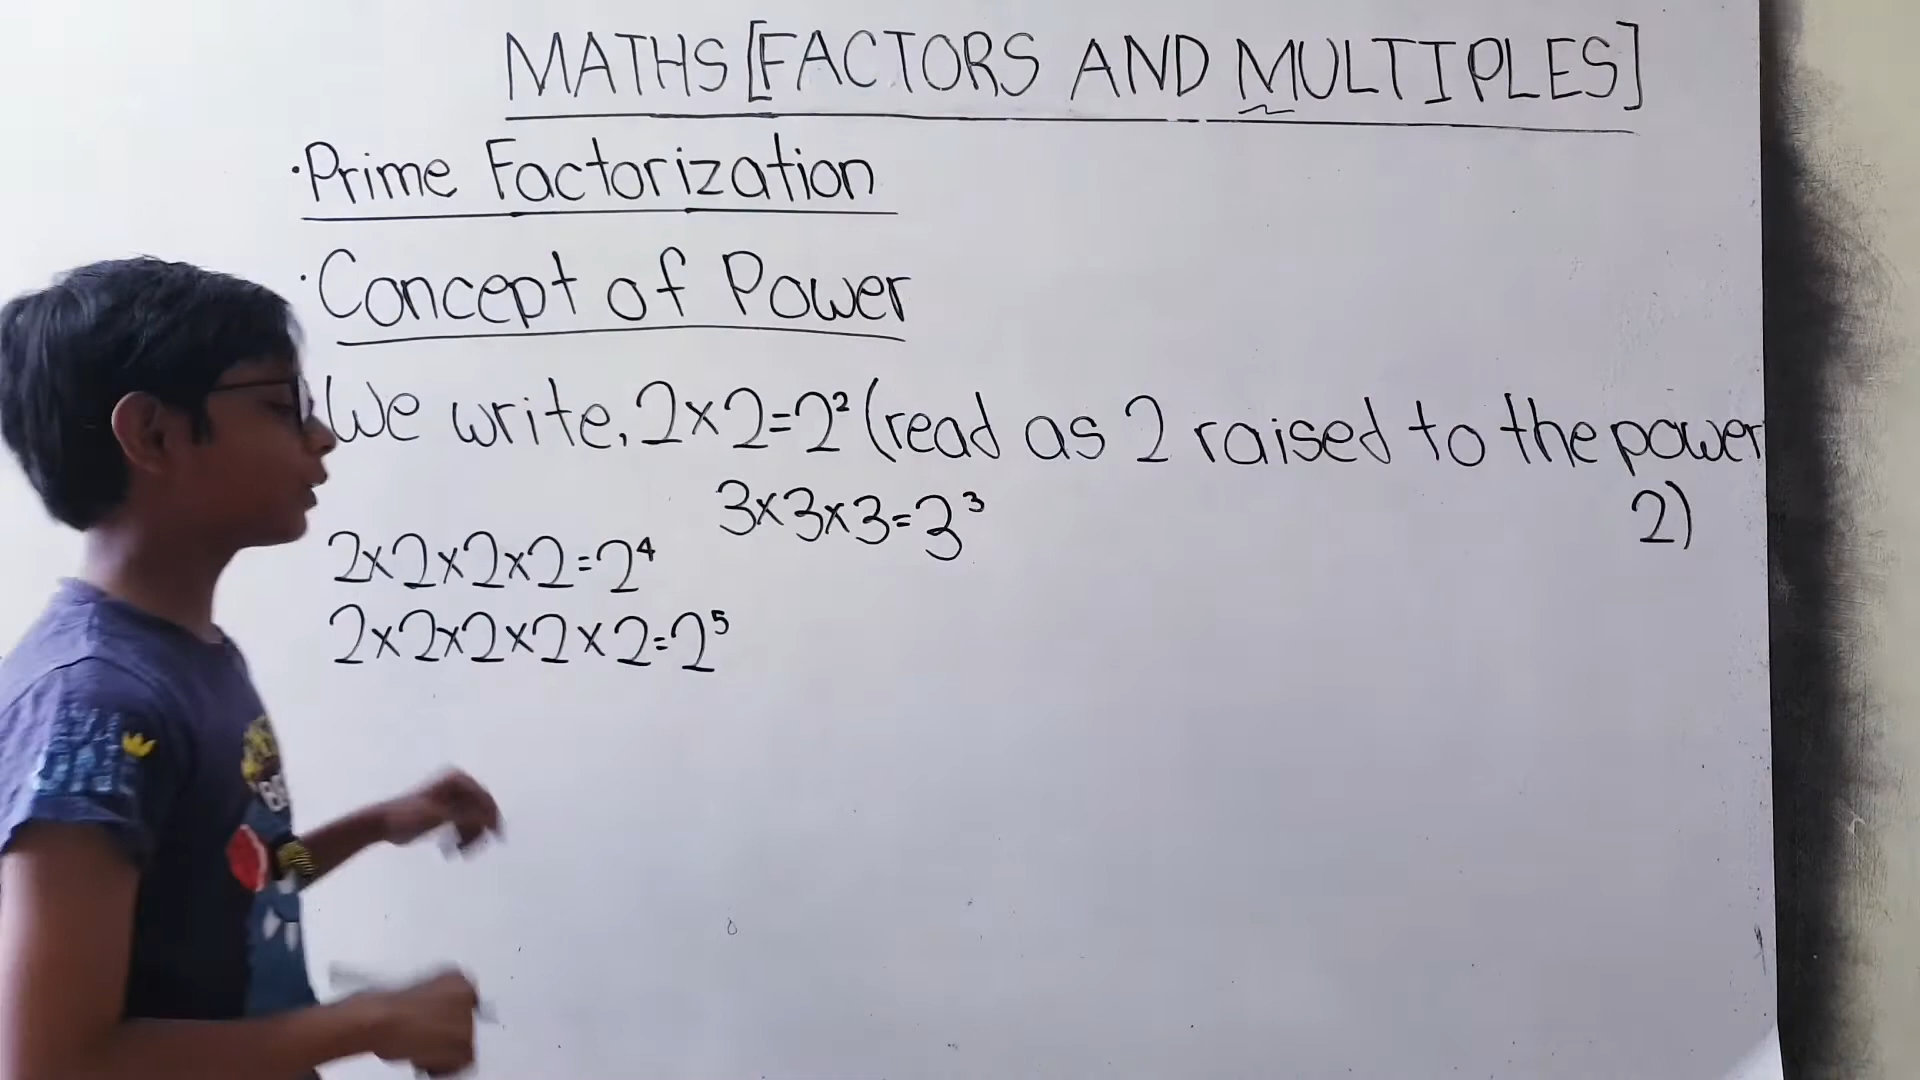 MATHS [FACTORS AND MULTIPLES]
·Prime Factorization
·Concept of Power
We write, 2×2=2² (read as 2 raised to the power
2)
3×3×3=3³
2×2×2×2=2⁴
2×2×2×2×2=2⁵